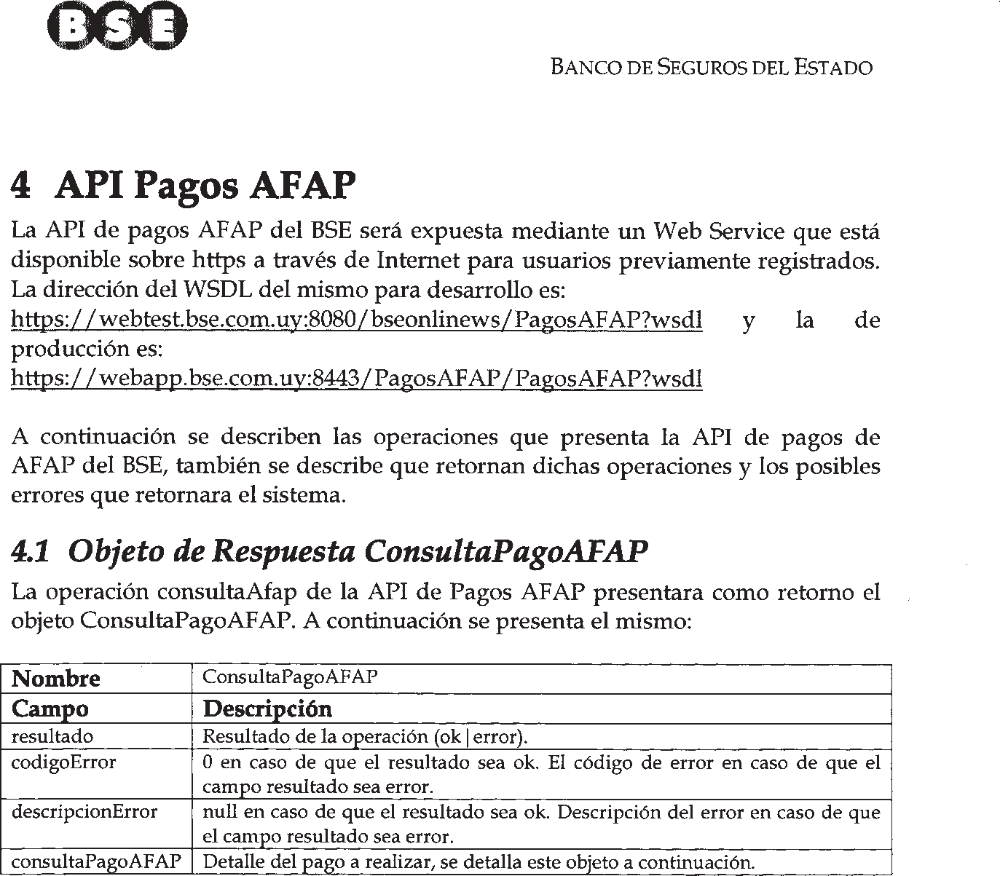 BSE
BANCO DE SEGUROS DEL ESTADO
4 API Pagos AFAP
La API de pagos AFAP del BSE será expuesta mediante un Web Service que está
disponible sobre https a través de Internet para usuarios previamente registrados.
La dirección del WSDL del mismo para desarrollo es:
https://webtest.bse.com.uy:8080/bseonlinews/PagosAFAP?wsdl y la de
producción es:
https://webapp.bse.com.uy:8443/PagosAFAP/PagosAFAP?wsdl
A continuación se describen las operaciones que presenta la API de pagos de
AFAP del BSE, también se describe que retornan dichas operaciones y los posibles
errores que retornara el sistema.
4.1 Objeto de Respuesta ConsultaPagoAFAP
La operación consultaAfap de la API de Pagos AFAP presentara como retorno el
objeto ConsultaPagoAFAP. A continuación se presenta el mismo:
Nombre ConsultaPagoAFAP
Campo Descripción
resultado Resultado de la operación (ok|error).
codigoError 0 en caso de que el resultado sea ok. El código de error en caso de que el
campo resultado sea error.
descripcionError null en caso de que el resultado sea ok. Descripción del error en caso de que
el campo resultado sea error.
consultaPagoAFAP Detalle del pago a realizar, se detalla este objeto a continuación.